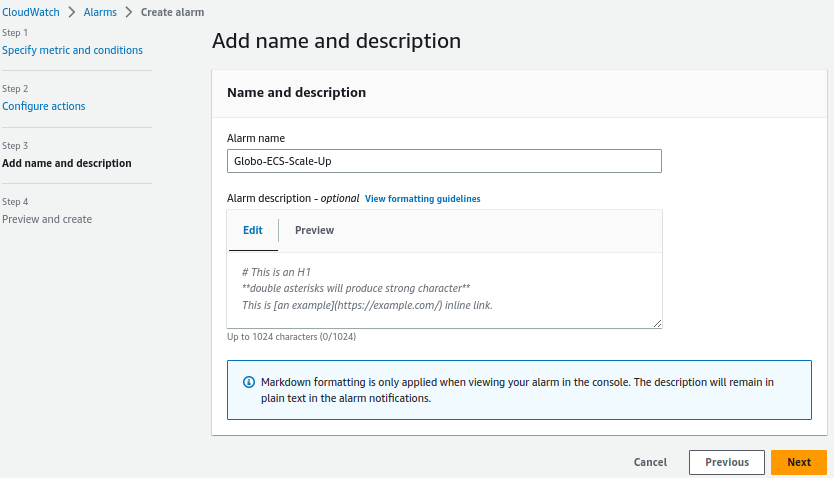 CloudWatch > Alarms > Create alarm
Step 1
Specify metric and conditions
Step 2
Configure actions
Step 3
Add name and description
Step 4
Preview and create
Add name and description
Name and description
Alarm name
Globo-ECS-Scale-Up
Alarm description - optional View formatting guidelines
Edit Preview
# This is an H1
**double asterisks will produce strong character**
This is [an example](https://example.com/) inline link.
Up to 1024 characters (0/1024)
Markdown formatting is only applied when viewing your alarm in the console. The description will remain in
plain text in the alarm notifications.
Cancel Previous Next